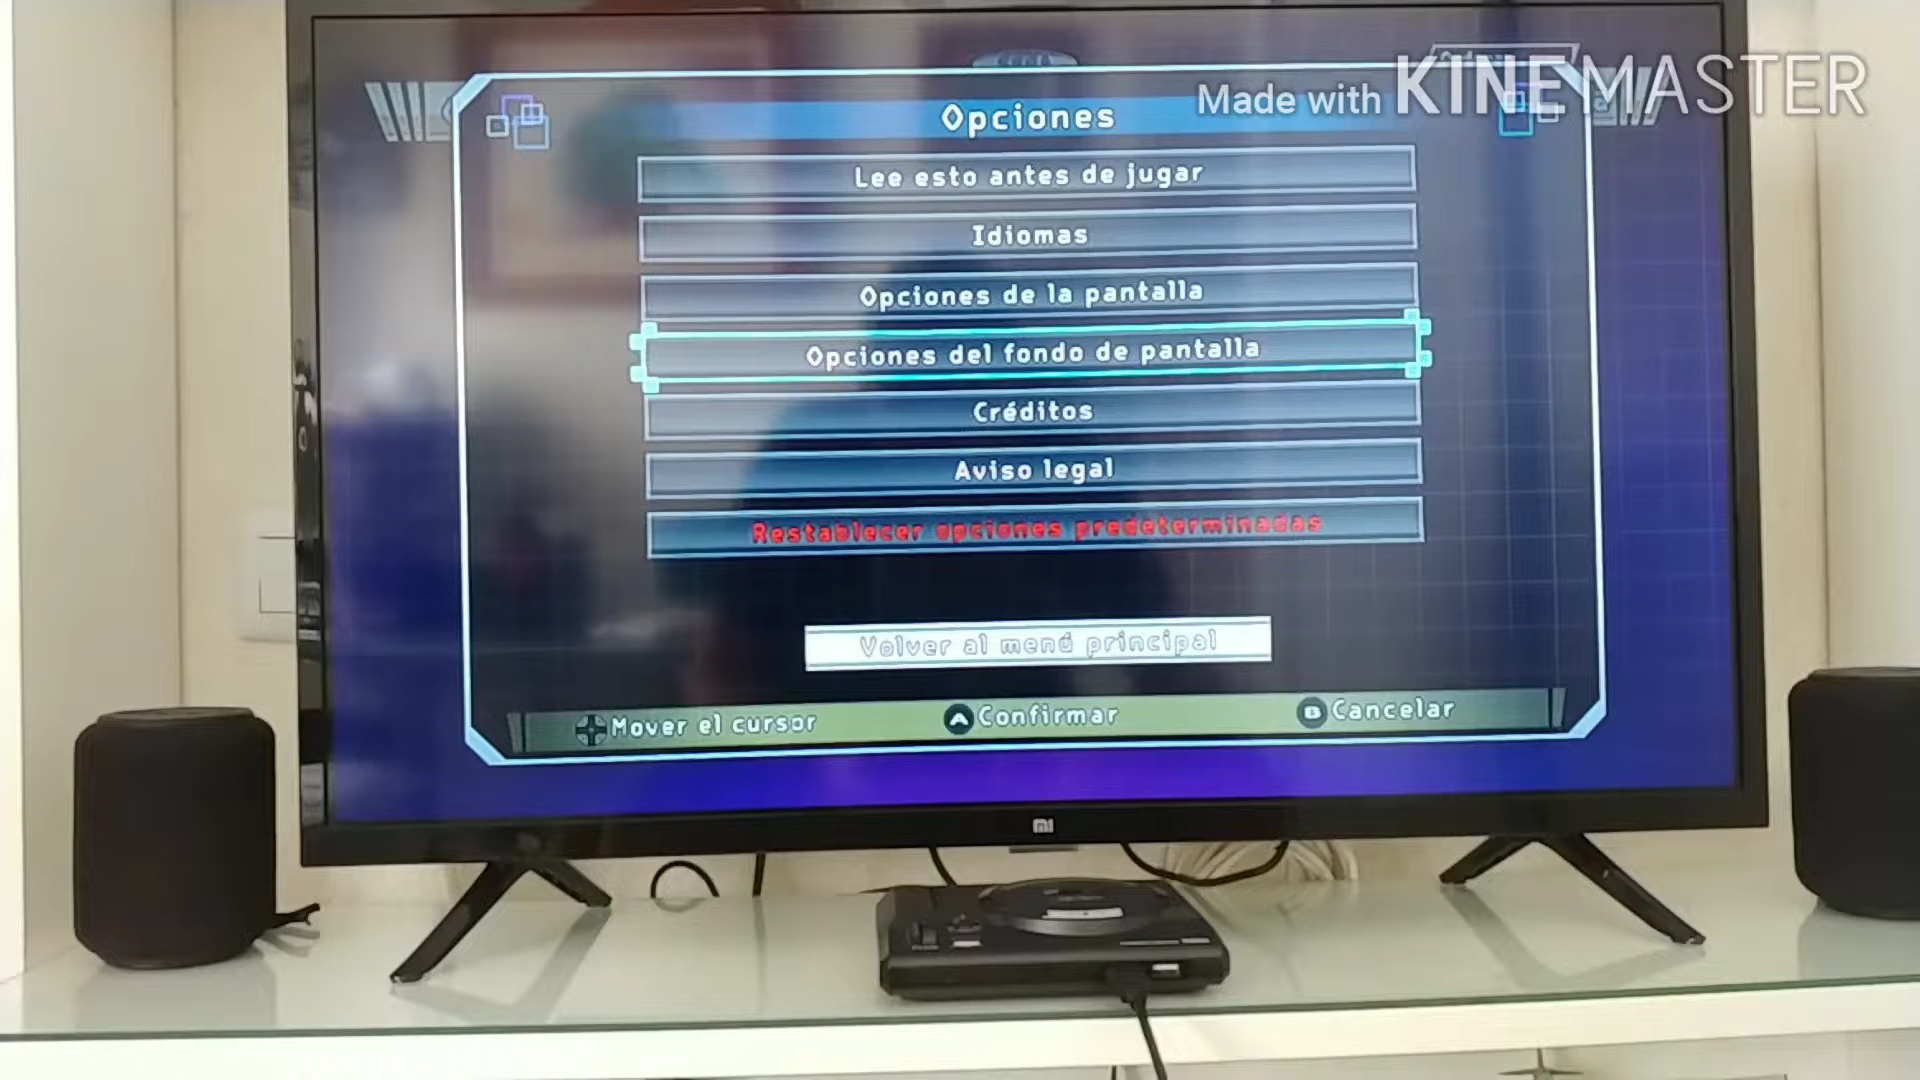 Made with KINEMASTER
Opciones
Lee esto antes de jugar
Idiomas
Opciones de la pantalla
Opciones del fondo de pantalla
Créditos
Aviso legal
Restablecer opciones predeterminadas
Volver al menú principal
Mover el cursor
A Confirmar
B Cancelar
mi